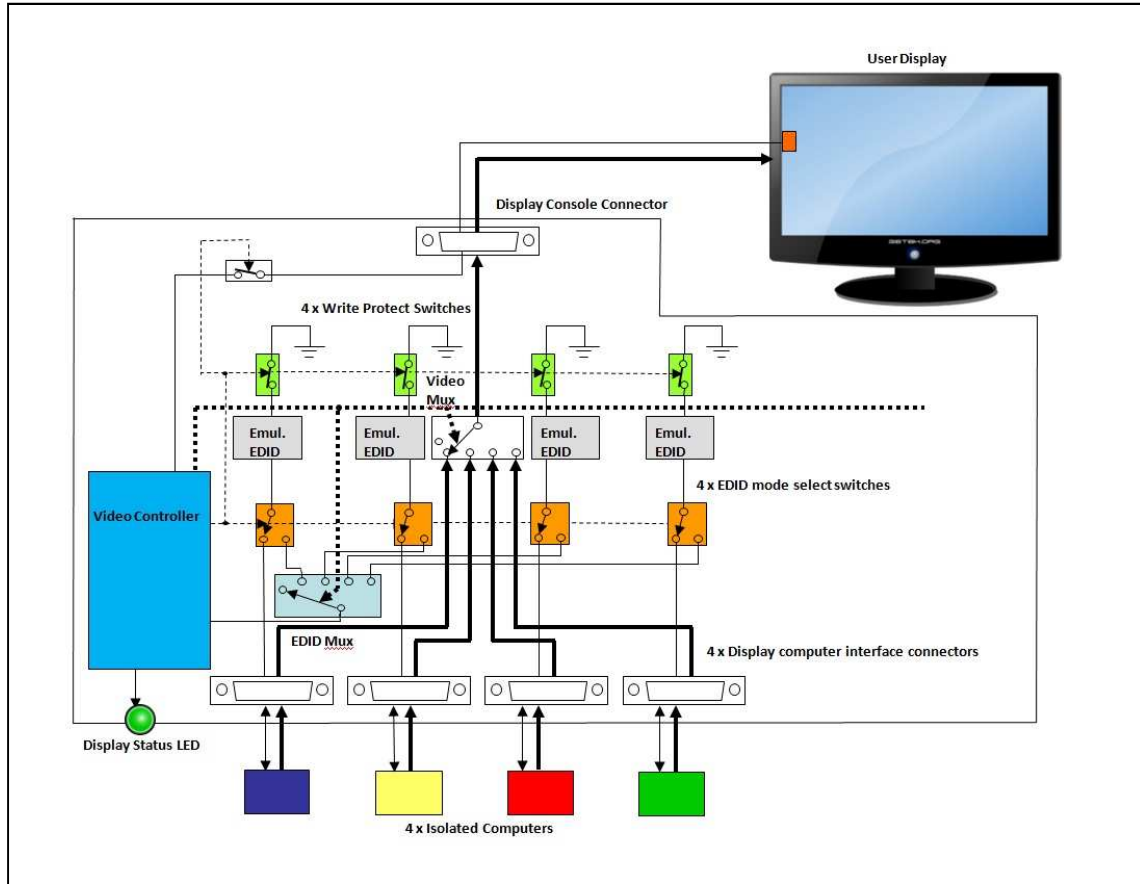 User Display
Display Console Connector
GETEK.ORG
4 x Write Protect Switches
Video
Mux
Emul.
EDID
Emul.
EDID
Emul.
EDID
Emul.
EDID
4 x EDID mode select switches
Video Controller
EDID Mux
4 x Display computer interface connectors
Display Status LED
4 x Isolated Computers